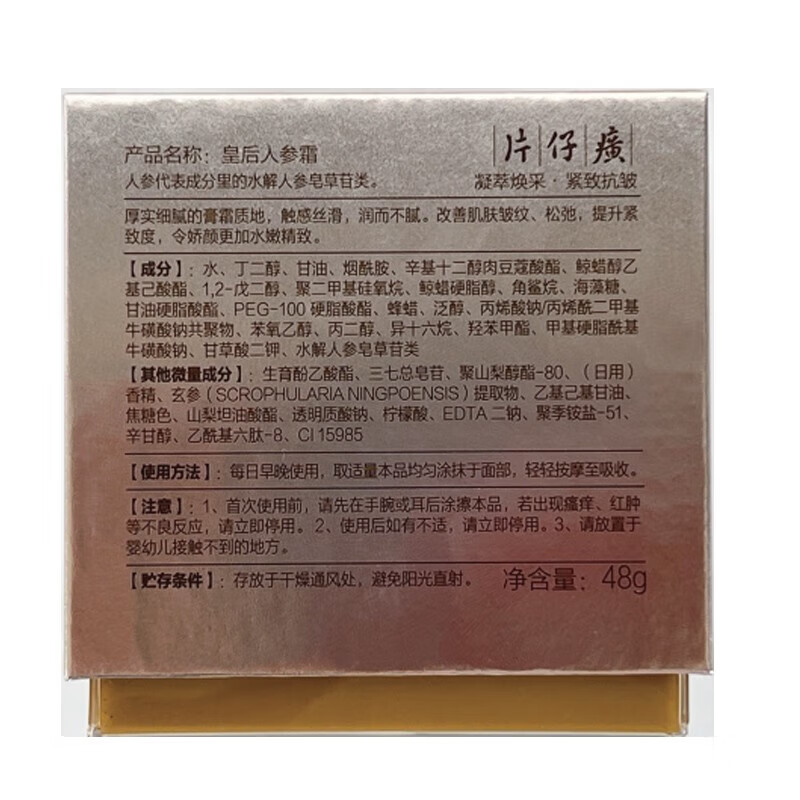 产品名称：皇后人参霜
片仔癀
人参代表成分里的水解人参皂草苷类。
凝萃焕采·紧致抗皱
厚实细腻的膏霜质地，触感丝滑，润而不腻。改善肌肤皱纹、松弛，提升紧
致度，令娇颜更加水嫩精致。
【成分】：水、丁二醇、甘油、烟酰胺、辛基十二醇肉豆蔻酸酯、鲸蜡醇乙
基己酸酯、1,2-戊二醇、聚二甲基硅氧烷、鲸蜡硬脂醇、角鲨烷、海藻糖、
甘油硬脂酸酯、PEG-100 硬脂酸酯、蜂蜡、泛醇、丙烯酸钠/丙烯酰二甲基
牛磺酸钠共聚物、苯氧乙醇、丙二醇、异十六烷、羟苯甲酯、甲基硬脂酰基
牛磺酸钠、甘草酸二钾、水解人参皂草苷类
【其他微量成分】：生育酚乙酸酯、三七总皂苷、聚山梨醇酯-80、（日用）
香精、玄参（SCROPHULARIA NINGPOENSIS）提取物、乙基己基甘油、
焦糖色、山梨坦油酸酯、透明质酸钠、柠檬酸、EDTA 二钠、聚季铵盐-51、
辛甘醇、乙酰基六肽-8、CI 15985
【使用方法】：每日早晚使用，取适量本品均匀涂抹于面部，轻轻按摩至吸收。
【注意】：1、首次使用前，请先在手腕或耳后涂擦本品，若出现瘙痒、红肿
等不良反应，请立即停用。2、使用后如有不适，请立即停用。3、请放置于
婴幼儿接触不到的地方。
【贮存条件】：存放于干燥通风处，避免阳光直射。
净含量：48g